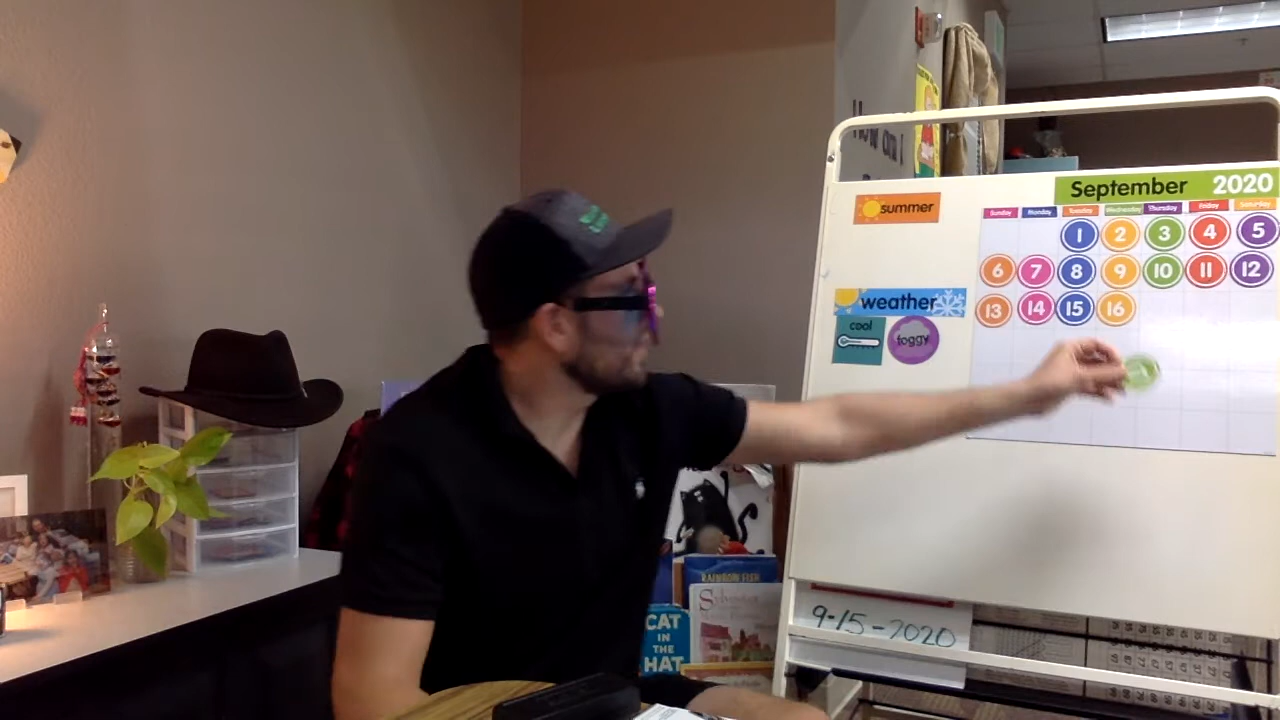 September 2020
summer
Sunday Monday Tuesday Wednesday Thursday Friday Saturday
1 2 3 4 5
6 7 8 9 10 11 12
13 14 15 16
weather
cool
foggy
RAINBOW FISH
Sylvester
CAT
IN
THE
HAT
9-15-2020